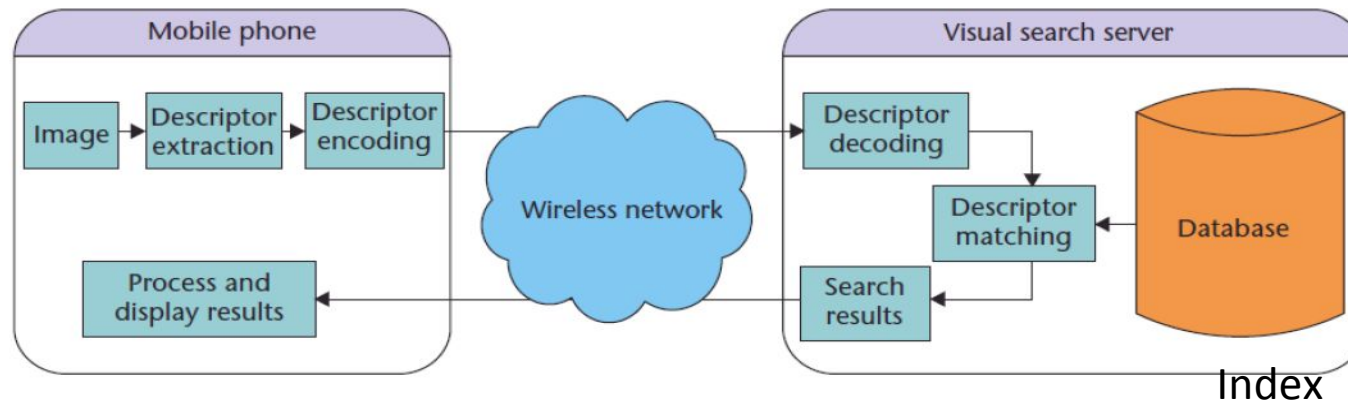 Mobile phone
Image
Descriptor
extraction
Descriptor
encoding
Process and
display results
Wireless network
Visual search server
Descriptor
decoding
Descriptor
matching
Search
results
Database
Index